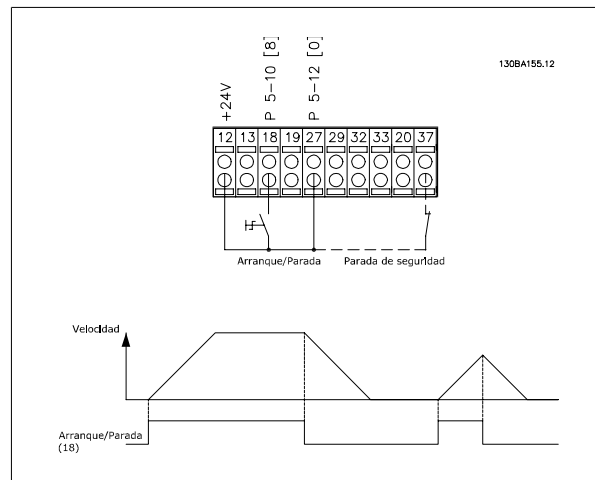 130BA155.12
+24V
P 5-10 [8]
P 5-12 [0]
12 13 18 19 27 29 32 33 20 37
Arranque/Parada Parada de seguridad
Velocidad
Arranque/Parada
(18)